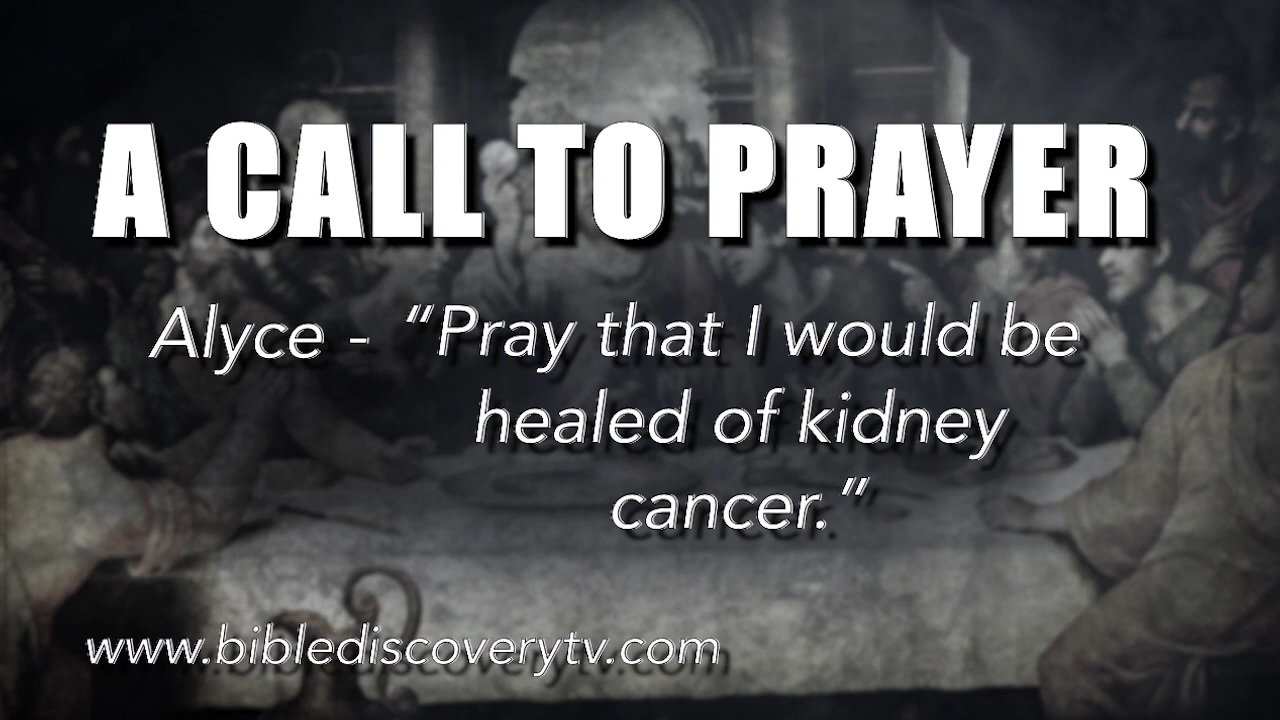 A CALL TO PRAYER
Alyce - “Pray that I would be
healed of kidney
cancer.”
www.biblediscoverytv.com